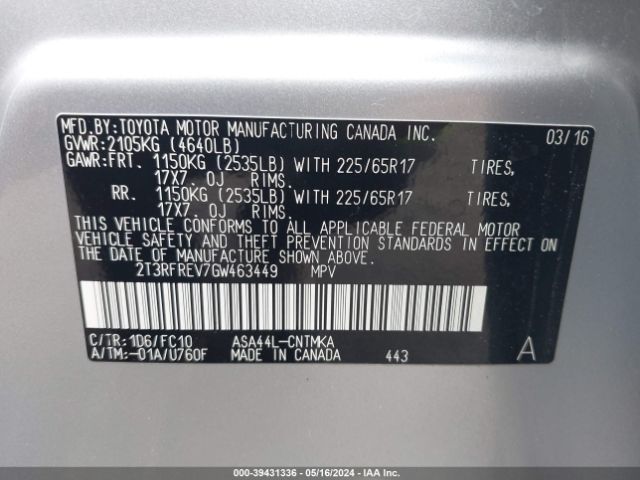 MFD.BY:TOYOTA MOTOR MANUFACTURING CANADA INC. 03/16
GVWR:2105KG (4640LB)
GAWR:FRT. 1150KG (2535LB) WITH 225/65R17 TIRES,
17X7. 0J RIMS.
RR. 1150KG (2535LB) WITH 225/65R17 TIRES,
17X7. 0J RIMS.
THIS VEHICLE CONFORMS TO ALL APPLICABLE FEDERAL MOTOR
VEHICLE SAFETY AND THEFT PREVENTION STANDARDS IN EFFECT ON
THE DATE OF MANUFACTURE SHOWN ABOVE.
2T3RFREV7GW463449 MPV
C/TR:1D6/FC10 ASA44L-CNTMKA
A/TM:-01A/U760F MADE IN CANADA 443 A
000-39431336 - 05/16/2024 - IAAI.COM